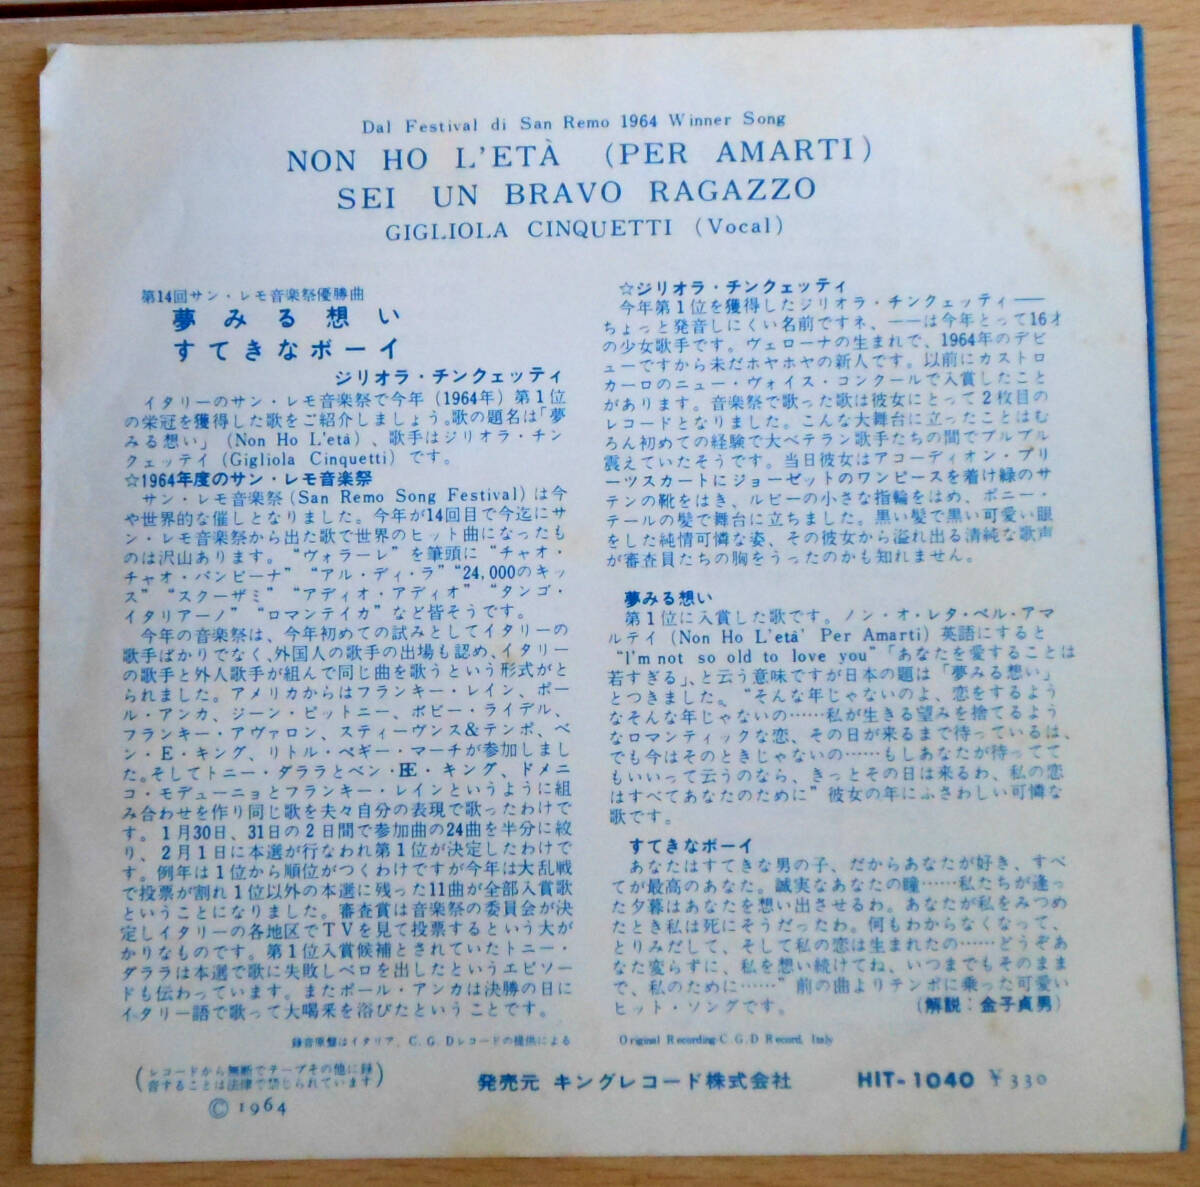 Dal Festival di San Remo 1964 Winner Song
NON HO L'ETÀ (PER AMARTI)
SEI UN BRAVO RAGAZZO
GIGLIOLA CINQUETTI (Vocal)
第14回サン・レモ音楽祭優勝曲
夢みる想い
すてきなボーイ
ジリオラ・チンクェッティ
イタリーのサン・レモ音楽祭で今年(1964年)第1位
の栄冠を獲得した歌をご紹介しましょう。歌の題名は「夢
みる想い」(Non Ho L'età)、歌手はジリオラ・チン
クェッテイ(Gigliola Cinquetti)です。
☆1964年度のサン・レモ音楽祭
サン・レモ音楽祭(San Remo Song Festival)は今
や世界的な催しとなりました。今年が14回目で今迄にサ
ン・レモ音楽祭から出た歌で世界のヒット曲になったも
のは沢山あります。"ヴォラーレ"を筆頭に"チャオ・
チャオ・バンビーナ" "アル・ディ・ラ" "24,000のキッ
ス" "スクーザミ" "アディオ・アディオ" "タンゴ・
イタリアーノ" "ロマンテイカ" など皆そうです。
今年の音楽祭は、今年初めての試みとしてイタリーの
歌手ばかりでなく、外国人の歌手の出場も認め、イタリー
の歌手と外人歌手が組んで同じ曲を歌うという形式がと
られました。アメリカからはフランキー・レイン、ポー
ル・アンカ、ジーン・ピットニー、ボビー・ライデル、
フランキー・アヴァロン、スティーヴンス&テンポ、ベ
ン・E・キング、リトル・ペギー・マーチが参加しまし
た。そしてトニー・ダララとベン・E・キング、ドメニ
コ・モデューニョとフランキー・レインというように組
み合わせを作り同じ歌を夫々自分の表現で歌ったわけで
す。1月30日、31日の2日間で参加曲の24曲を半分に絞
り、2月1日に本選が行なわれ第1位が決定したわけで
す。例年は1位から順位がつくわけですが今年は大乱戦
で投票が割れ1位以外の本選に残った11曲が全部入賞歌
ということになりました。審査賞は音楽祭の委員会が決
定しイタリーの各地区でTVを見て投票するという大が
かりなものです。第1位入賞候補とされていたトニー・
ダララは本選で歌に失敗しベロを出したというエピソー
ドも伝わっています。またポール・アンカは決勝の日に
イタリー語で歌って大喝采を浴びたということです。
録音原盤はイタリア、C.G.Dレコードの提供による
☆ジリオラ・チンクェッティ
今年第1位を獲得したジリオラ・チンクェッティ——
ちょっと発音しにくい名前ですネ、——は今年とって16才
の少女歌手です。ヴェローナの生まれで、1964年のデビ
ューですから未だホヤホヤの新人です。以前にカストロ
カーロのニュー・ヴォイス・コンクールで入賞したこと
があります。音楽祭で歌った歌は彼女にとって2枚目の
レコードとなりました。こんな大舞台に立ったことはむ
ろん初めての経験で大ベテラン歌手たちの間でブルブル
震えていたそうです。当日彼女はアコーディオン・プリ
ーツスカートにジョーゼットのワンピースを着け緑のサ
テンの靴をはき、ルビーの小さな指輪をはめ、ポニー・
テールの髪で舞台に立ちました。黒い髪で黒い可愛い眼
をした純情可憐な姿、その彼女から溢れ出る清純な歌声
が審査員たちの胸をうったのかも知れません。
夢みる想い
第1位に入賞した歌です。ノン・オ・レタ・ペル・アマ
ルテイ(Non Ho L'età' Per Amarti)英語にすると
"I'm not so old to love you"「あなたを愛することは
若すぎる」、と云う意味ですが日本の題は「夢みる想い」
とつきました。"そんな年じゃないのよ、恋をするよう
なそんな年じゃないの……私が生きる望みを捨てるよう
なロマンティックな恋、その日が来るまで待っているは、
でも今はそのときじゃないの……もしあなたが待ってて
もいいって云うのなら、きっとその日は来るわ、私の恋
はすべてあなたのために"彼女の年にふさわしい可憐な
歌です。
すてきなボーイ
あなたはすてきな男の子、だからあなたが好き、すべ
てが最高のあなた。誠実なあなたの瞳……私たちが逢っ
た夕暮はあなたを想い出させるわ。あなたが私をみつめ
たとき私は死にそうだったわ。何もわからなくなって、
とりみだして、そして私の恋は生まれたの……どうぞあ
なた変らずに、私を想い続けてね、いつまでもそのまま
で、私のために……"前の曲よりテンポに乗った可愛い
ヒット・ソングです。(解説:金子貞男)
Original Recording・C.G.D Record, Italy
(レコードから無断でテープその他に録
音することは法律で禁じられています)
© 1964
発売元 キングレコード株式会社 HIT-1040 ¥330